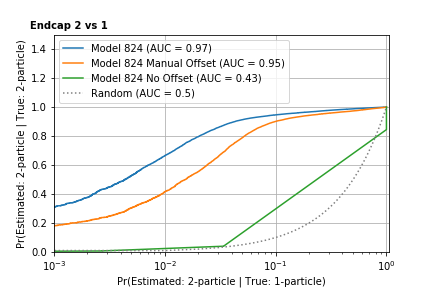 Endcap 2 vs 1
Pr(Estimated: 2-particle | True: 2-particle)
1.4
1.2
1.0
0.8
0.6
0.4
0.2
0.0
Model 824 (AUC = 0.97)
Model 824 Manual Offset (AUC = 0.95)
Model 824 No Offset (AUC = 0.43)
Random (AUC = 0.5)
10⁻³
10⁻²
10⁻¹
10⁰
Pr(Estimated: 2-particle | True: 1-particle)